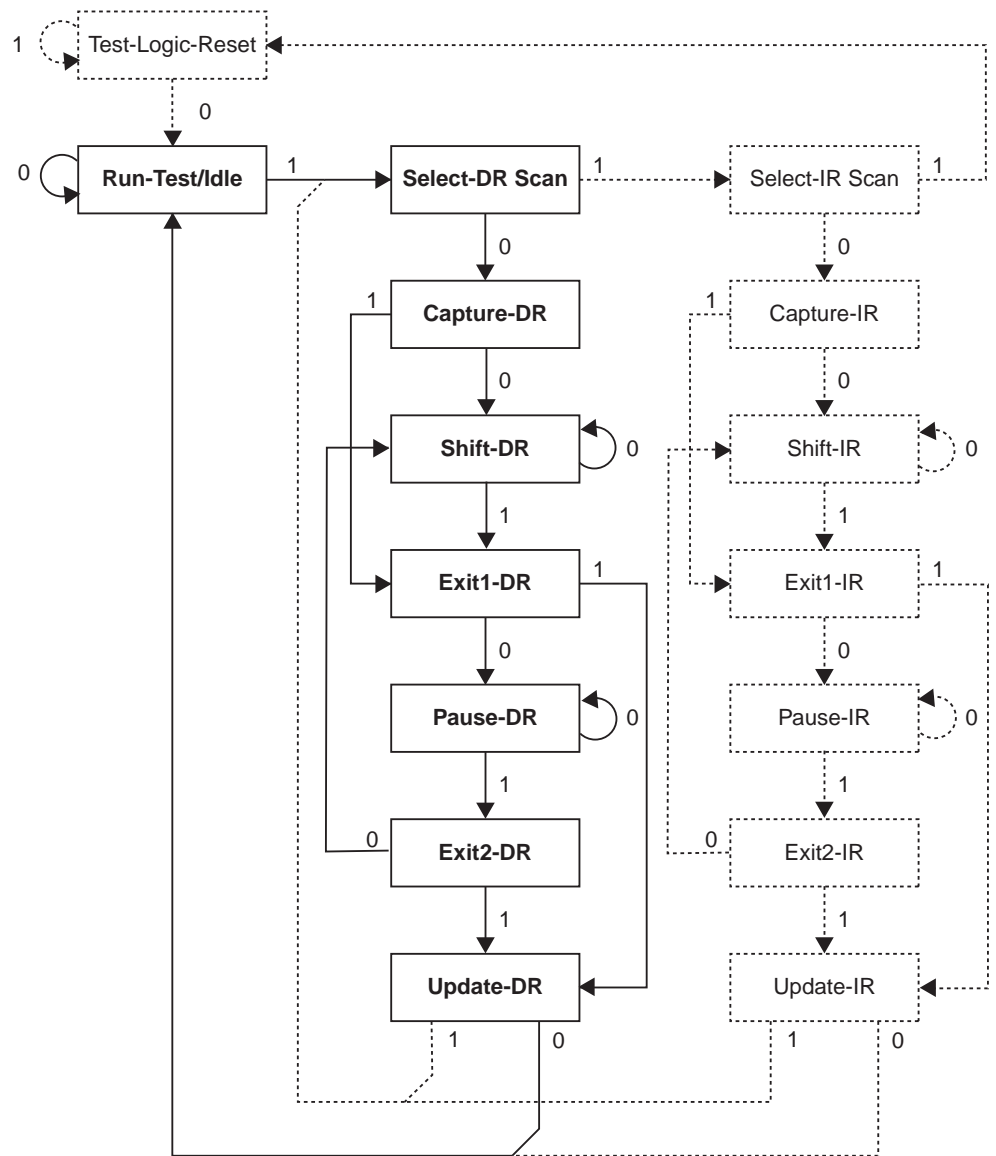 1
Test-Logic-Reset
0
0
Run-Test/Idle
1
Select-DR Scan
1
Select-IR Scan
1
0
0
1
Capture-DR
1
Capture-IR
0
0
Shift-DR
0
Shift-IR
0
1
1
Exit1-DR
1
Exit1-IR
1
0
0
Pause-DR
0
Pause-IR
0
1
1
0
Exit2-DR
0
Exit2-IR
1
1
Update-DR
Update-IR
1
0
1
0